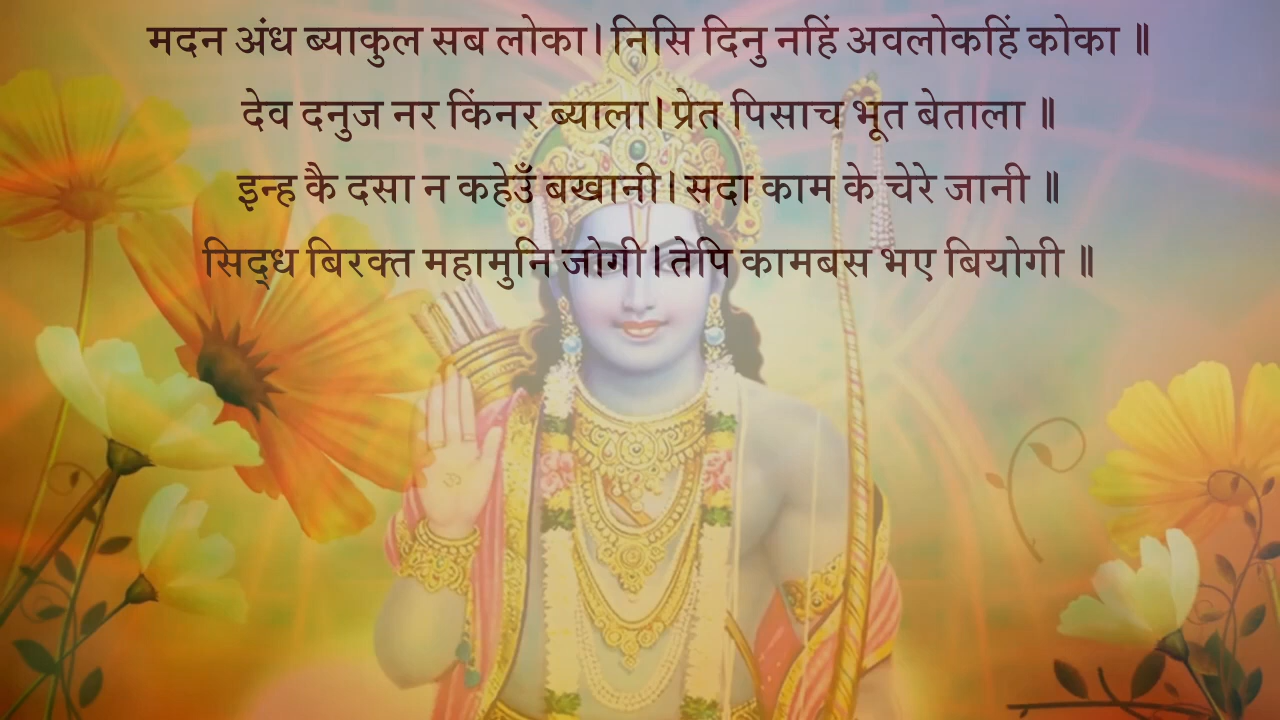 मदन अंध ब्याकुल सब लोका। निसि दिनु नहिं अवलोकहिं कोका ॥
देव दनुज नर किंनर ब्याला। प्रेत पिसाच भूत बेताला ॥
इन्ह कै दसा न कहेउँ बखानी। सदा काम के चेरे जानी ॥
सिद्ध बिरक्त महामुनि जोगी। तेपि कामबस भए बियोगी ॥